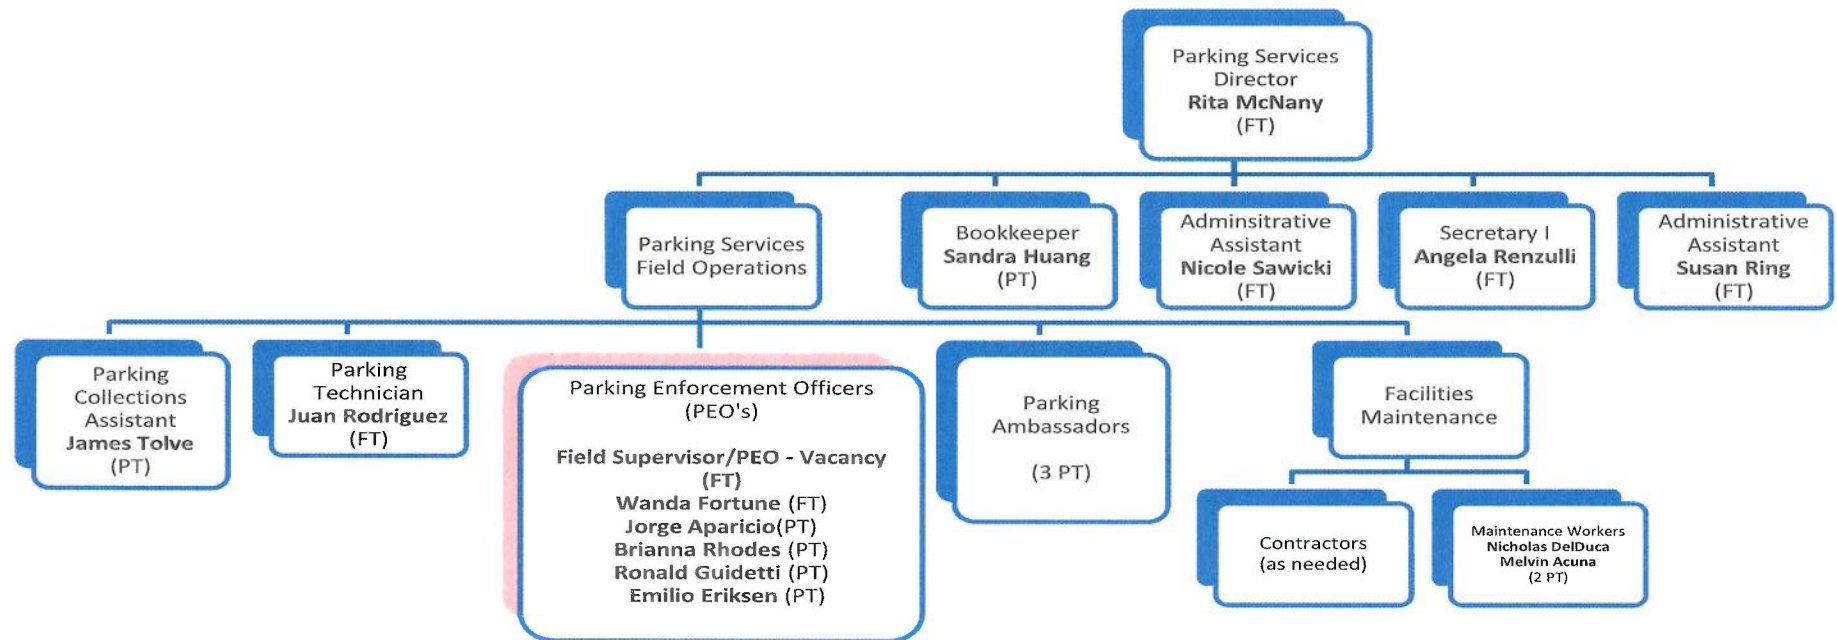 Parking Services
Director
Rita McNany
(FT)
Parking Services
Field Operations
Bookkeeper
Sandra Huang
(PT)
Adminsitrative
Assistant
Nicole Sawicki
(FT)
Secretary I
Angela Renzulli
(FT)
Administrative
Assistant
Susan Ring
(FT)
Parking
Collections
Assistant
James Tolve
(PT)
Parking
Technician
Juan Rodriguez
(FT)
Parking Enforcement Officers
(PEO's)
Field Supervisor/PEO - Vacancy
(FT)
Wanda Fortune (FT)
Jorge Aparicio(PT)
Brianna Rhodes (PT)
Ronald Guidetti (PT)
Emilio Eriksen (PT)
Parking
Ambassadors
(3 PT)
Facilities
Maintenance
Contractors
(as needed)
Maintenance Workers
Nicholas DelDuca
Melvin Acuna
(2 PT)